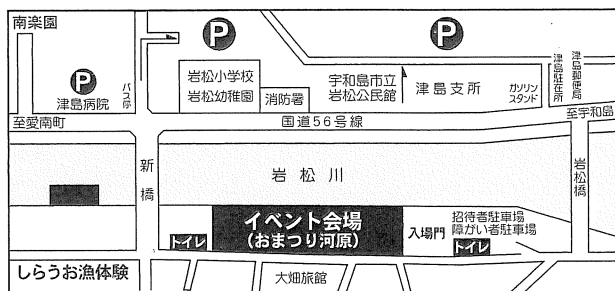 南楽園
P
P
P
津島病院
バス停
岩松小学校
岩松幼稚園
消防署
宇和島市立
岩松公民館
津島支所
ガソリン
スタンド
津島駐在所
津島郵便局
至愛南町
国道56号線
至宇和島
新橋
岩松川
岩松橋
イベント会場
(おまつり河原)
トイレ
入場門
招待者駐車場
障がい者駐車場
トイレ
しらうお漁体験
大畑旅館